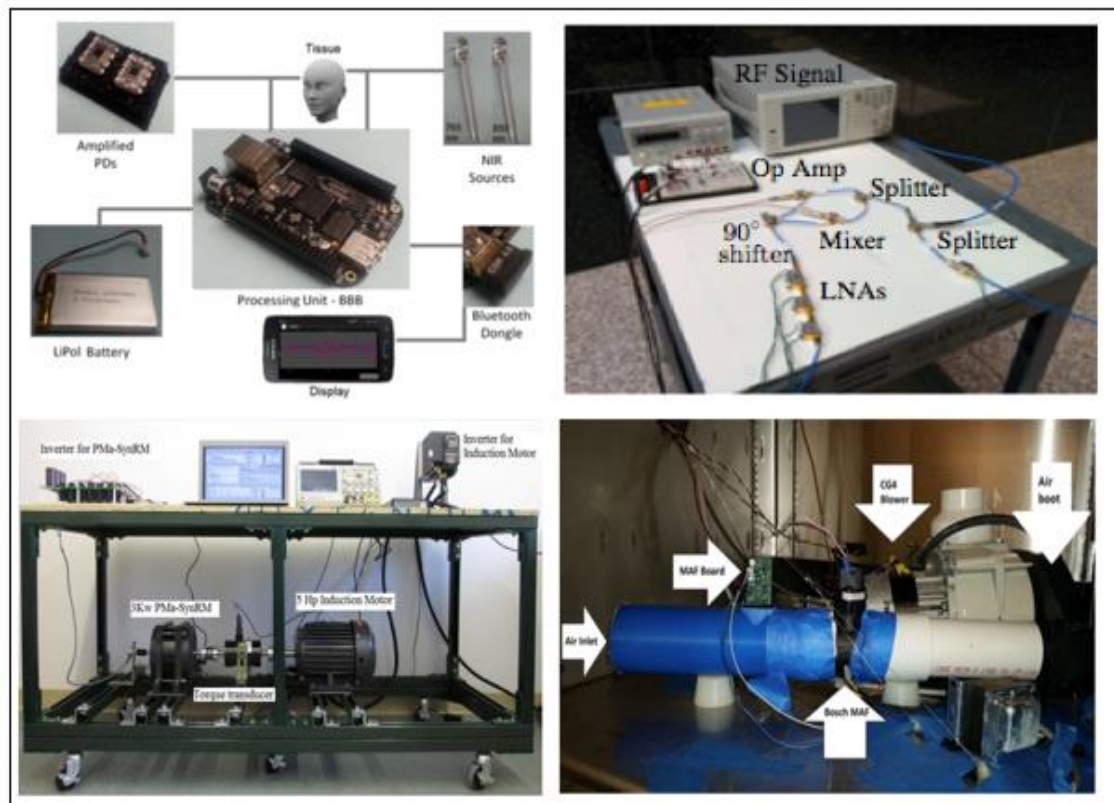 Tissue
Amplified
PDs
NIR
Sources
Processing Unit - BBB
Bluetooth
Dongle
LiPol Battery
Display
RF Signal
Op Amp
Splitter
90°
shifter
Mixer
Splitter
LNAs
Inverter for PMa-SynRM
Inverter for
Induction Motor
3Kw PMa-SynRM
5 Hp Induction Motor
Torque transducer
CG4
Blower
Air
boot
MAF Board
Air Inlet
Bosch MAF